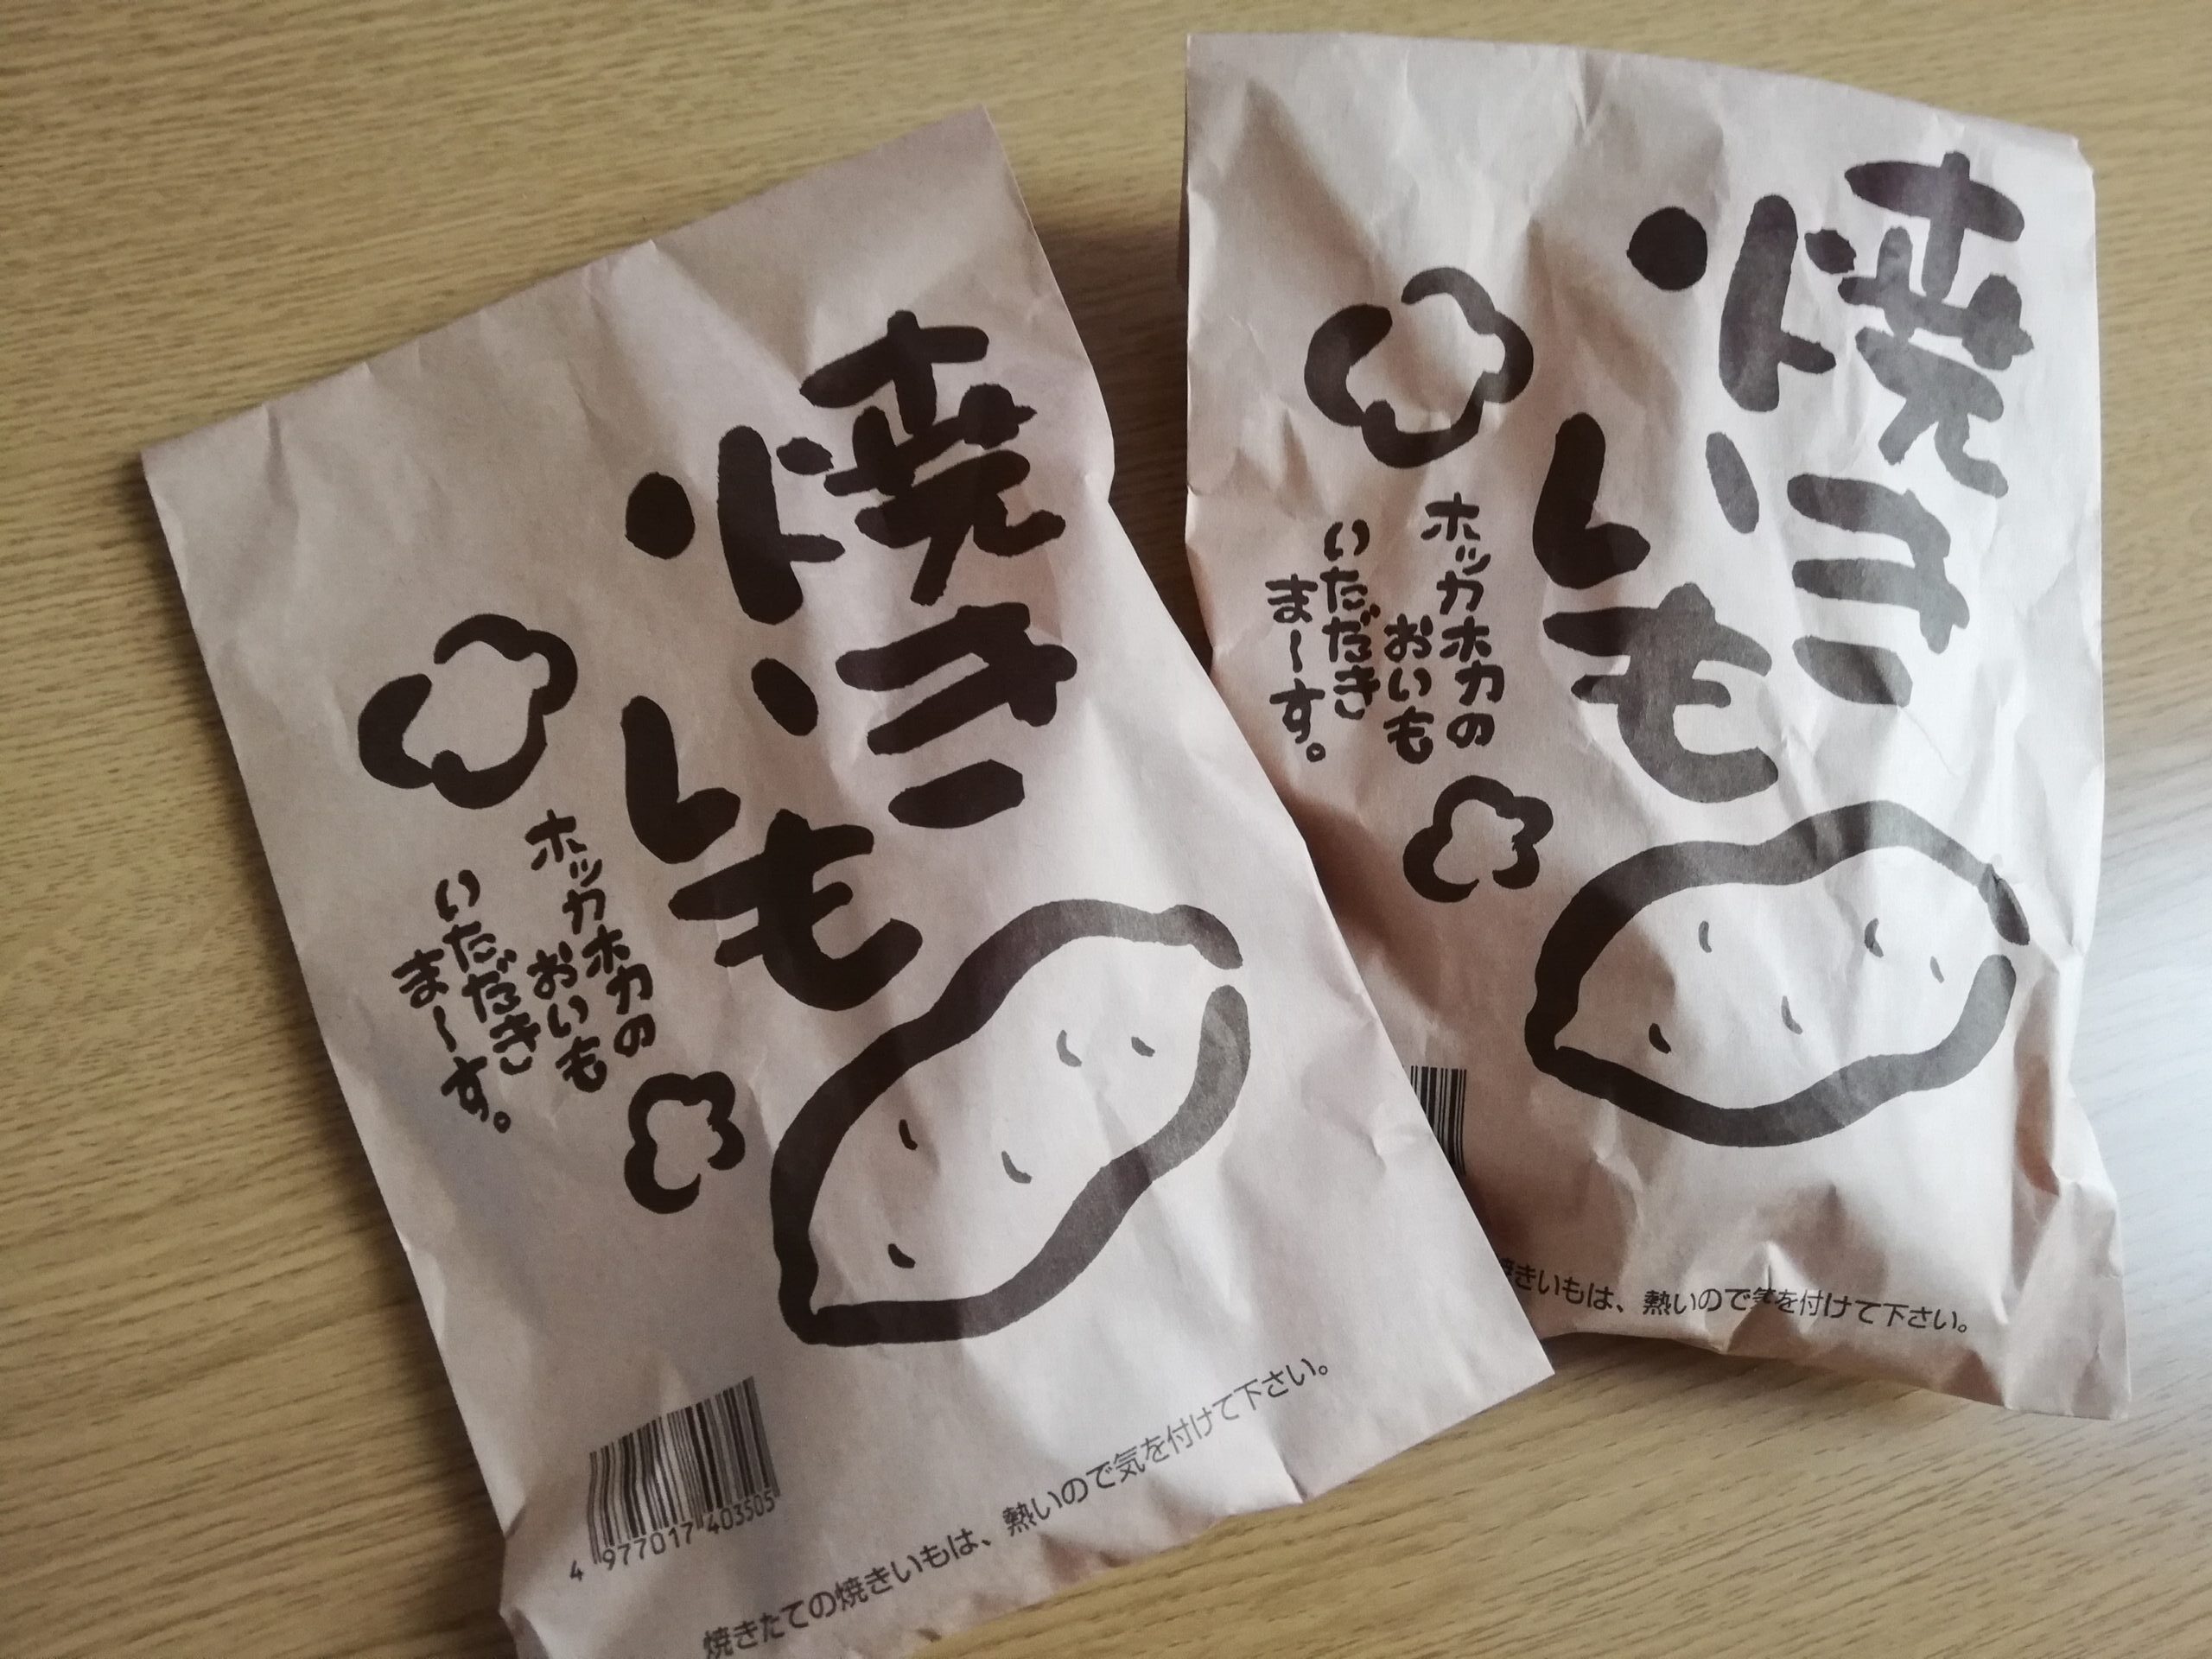 焼き
いも
ホッカホカの
おいも
いただき
ま〜す。
4 977017 403505
焼きたての焼きいもは、熱いので気を付けて下さい。
焼き
いも
ホッカホカの
おいも
いただき
ま〜す。
きいもは、熱いので気を付けて下さい。